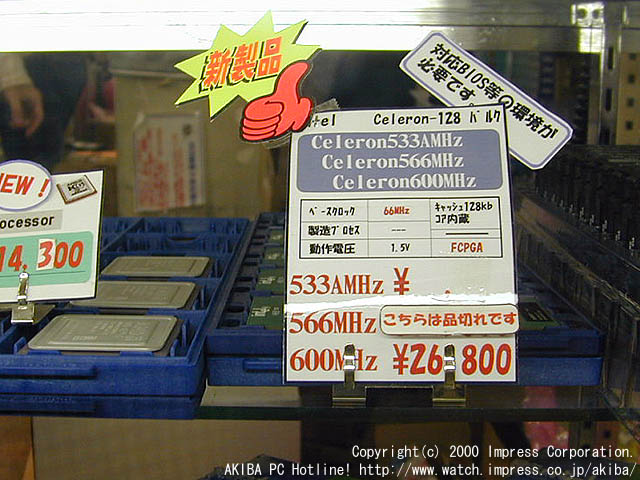 新製品
対応BIOS等の環境が
必要です。
Celeron-128 バルク
Celeron533AMHz
Celeron566MHz
Celeron600MHz
ベースクロック 66MHz キャッシュ128kb
コア内蔵
製造プロセス --- ---
動作電圧 1.5V FCPGA
533AMHz ¥
566MHz こちらは品切れです
600MHz ¥26,800
NEW!
ocessor
14,300
Copyright(c) 2000 Impress Corporation.
AKIBA PC Hotline! http://www.watch.impress.co.jp/akiba/